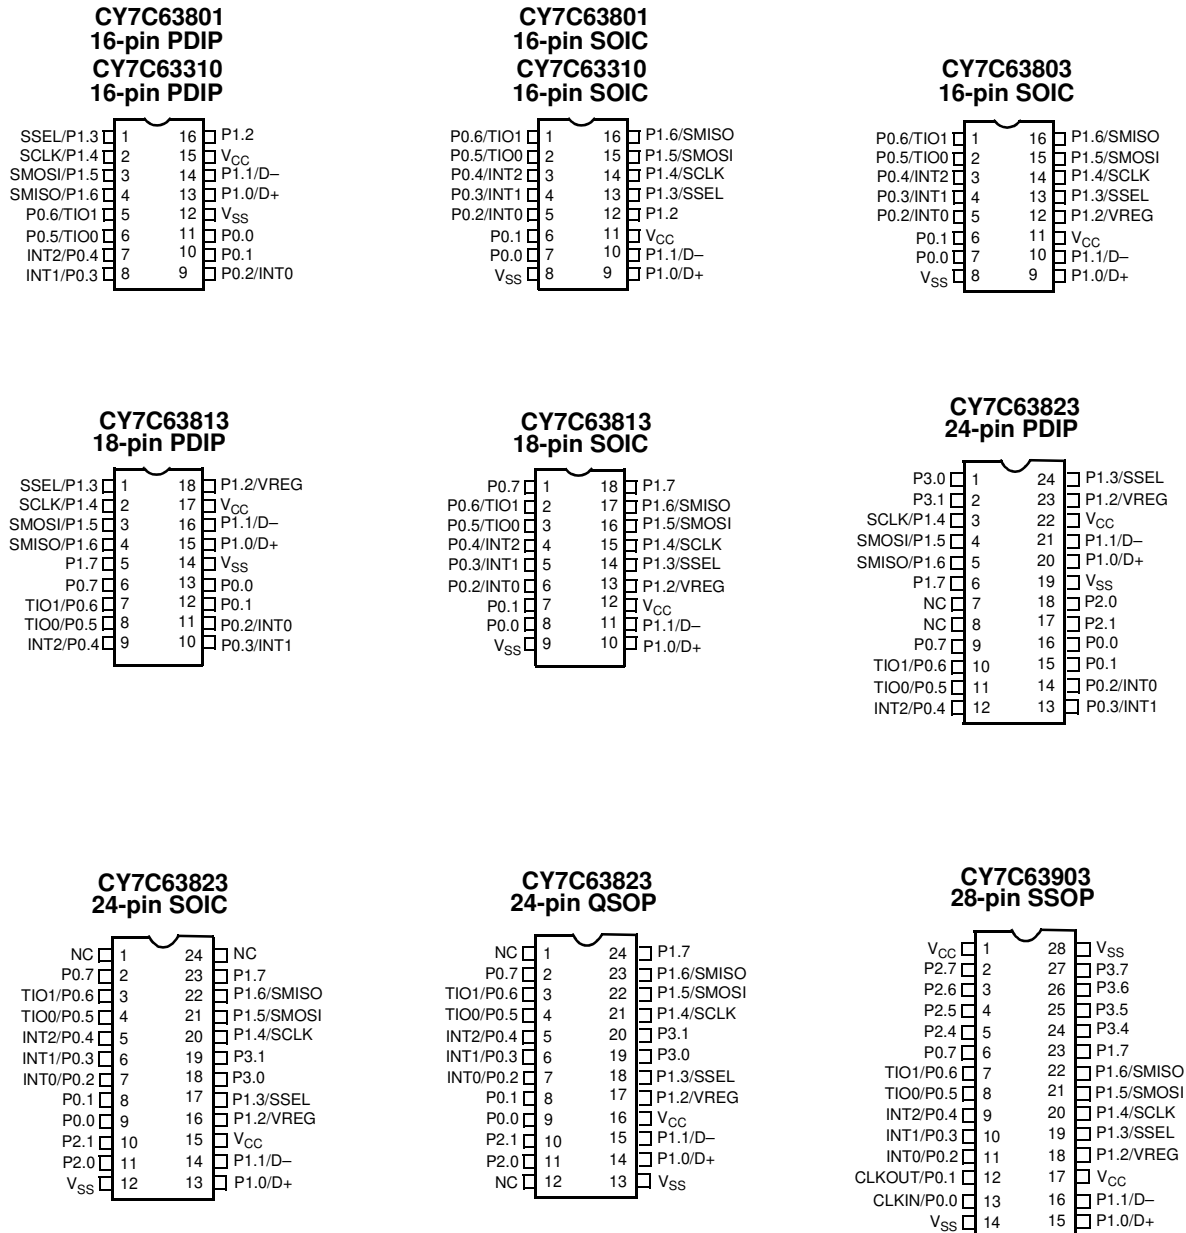 CY7C63801
16-pin PDIP
CY7C63310
16-pin PDIP
SSEL/P1.3 1 16 P1.2
SCLK/P1.4 2 15 VCC
SMOSI/P1.5 3 14 P1.1/D–
SMISO/P1.6 4 13 P1.0/D+
P0.6/TIO1 5 12 VSS
P0.5/TIO0 6 11 P0.0
INT2/P0.4 7 10 P0.1
INT1/P0.3 8 9 P0.2/INT0
CY7C63801
16-pin SOIC
CY7C63310
16-pin SOIC
P0.6/TIO1 1 16 P1.6/SMISO
P0.5/TIO0 2 15 P1.5/SMOSI
P0.4/INT2 3 14 P1.4/SCLK
P0.3/INT1 4 13 P1.3/SSEL
P0.2/INT0 5 12 P1.2
P0.1 6 11 VCC
P0.0 7 10 P1.1/D–
VSS 8 9 P1.0/D+
CY7C63803
16-pin SOIC
P0.6/TIO1 1 16 P1.6/SMISO
P0.5/TIO0 2 15 P1.5/SMOSI
P0.4/INT2 3 14 P1.4/SCLK
P0.3/INT1 4 13 P1.3/SSEL
P0.2/INT0 5 12 P1.2/VREG
P0.1 6 11 VCC
P0.0 7 10 P1.1/D–
VSS 8 9 P1.0/D+
CY7C63813
18-pin PDIP
SSEL/P1.3 1 18 P1.2/VREG
SCLK/P1.4 2 17 VCC
SMOSI/P1.5 3 16 P1.1/D–
SMISO/P1.6 4 15 P1.0/D+
P1.7 5 14 VSS
P0.7 6 13 P0.0
TIO1/P0.6 7 12 P0.1
TIO0/P0.5 8 11 P0.2/INT0
INT2/P0.4 9 10 P0.3/INT1
CY7C63813
18-pin SOIC
P0.7 1 18 P1.7
P0.6/TIO1 2 17 P1.6/SMISO
P0.5/TIO0 3 16 P1.5/SMOSI
P0.4/INT2 4 15 P1.4/SCLK
P0.3/INT1 5 14 P1.3/SSEL
P0.2/INT0 6 13 P1.2/VREG
P0.1 7 12 VCC
P0.0 8 11 P1.1/D–
VSS 9 10 P1.0/D+
CY7C63823
24-pin PDIP
P3.0 1 24 P1.3/SSEL
P3.1 2 23 P1.2/VREG
SCLK/P1.4 3 22 VCC
SMOSI/P1.5 4 21 P1.1/D–
SMISO/P1.6 5 20 P1.0/D+
P1.7 6 19 VSS
NC 7 18 P2.0
NC 8 17 P2.1
P0.7 9 16 P0.0
TIO1/P0.6 10 15 P0.1
TIO0/P0.5 11 14 P0.2/INT0
INT2/P0.4 12 13 P0.3/INT1
CY7C63823
24-pin SOIC
NC 1 24 NC
P0.7 2 23 P1.7
TIO1/P0.6 3 22 P1.6/SMISO
TIO0/P0.5 4 21 P1.5/SMOSI
INT2/P0.4 5 20 P1.4/SCLK
INT1/P0.3 6 19 P3.1
INT0/P0.2 7 18 P3.0
P0.1 8 17 P1.3/SSEL
P0.0 9 16 P1.2/VREG
P2.1 10 15 VCC
P2.0 11 14 P1.1/D–
VSS 12 13 P1.0/D+
CY7C63823
24-pin QSOP
NC 1 24 P1.7
P0.7 2 23 P1.6/SMISO
TIO1/P0.6 3 22 P1.5/SMOSI
TIO0/P0.5 4 21 P1.4/SCLK
INT2/P0.4 5 20 P3.1
INT1/P0.3 6 19 P3.0
INT0/P0.2 7 18 P1.3/SSEL
P0.1 8 17 P1.2/VREG
P0.0 9 16 VCC
P2.1 10 15 P1.1/D–
P2.0 11 14 P1.0/D+
NC 12 13 VSS
CY7C63903
28-pin SSOP
VCC 1 28 VSS
P2.7 2 27 P3.7
P2.6 3 26 P3.6
P2.5 4 25 P3.5
P2.4 5 24 P3.4
P0.7 6 23 P1.7
TIO1/P0.6 7 22 P1.6/SMISO
TIO0/P0.5 8 21 P1.5/SMOSI
INT2/P0.4 9 20 P1.4/SCLK
INT1/P0.3 10 19 P1.3/SSEL
INT0/P0.2 11 18 P1.2/VREG
CLKOUT/P0.1 12 17 VCC
CLKIN/P0.0 13 16 P1.1/D–
VSS 14 15 P1.0/D+